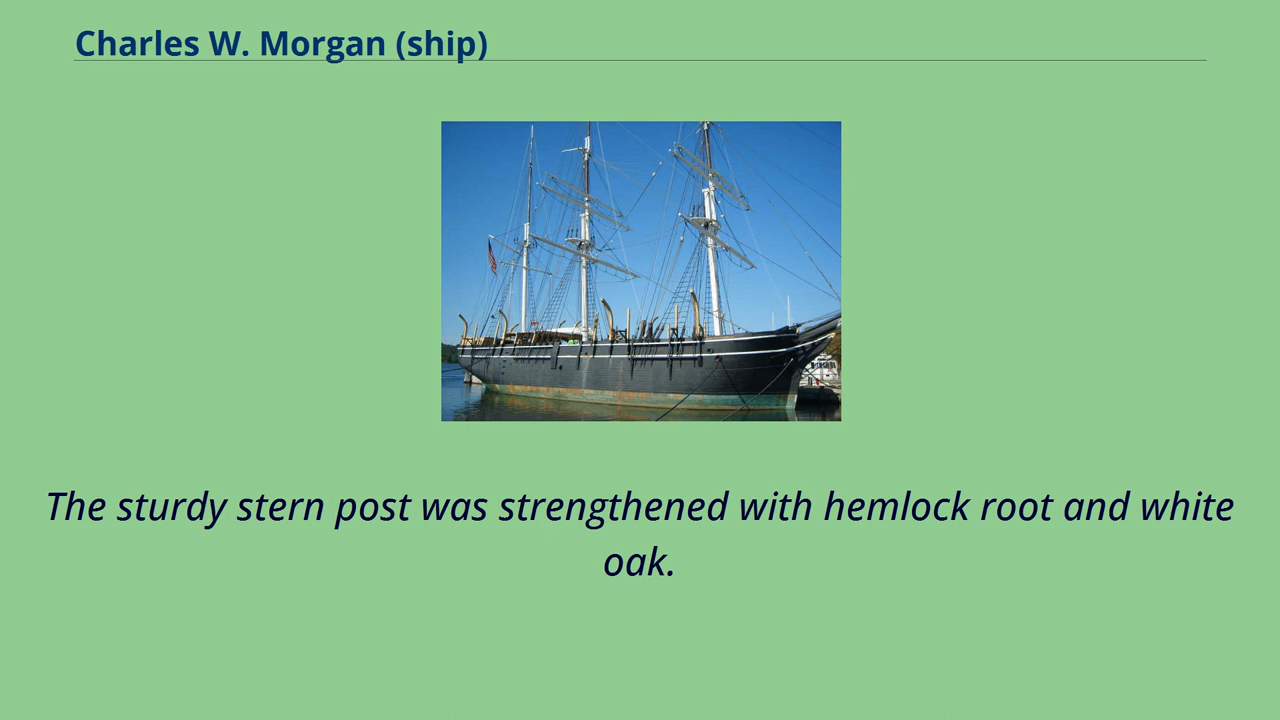 Charles W. Morgan (ship)
The sturdy stern post was strengthened with hemlock root and white
oak.